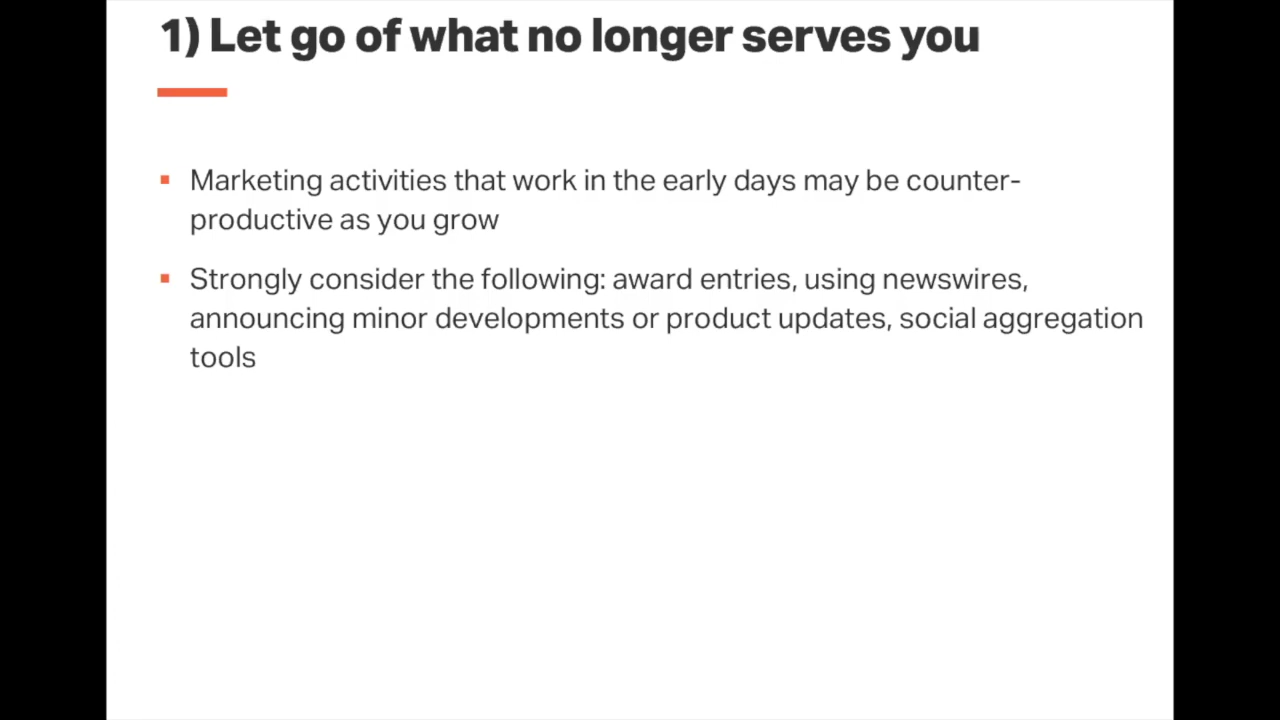 1) Let go of what no longer serves you
▪ Marketing activities that work in the early days may be counter-
productive as you grow
▪ Strongly consider the following: award entries, using newswires,
announcing minor developments or product updates, social aggregation
tools